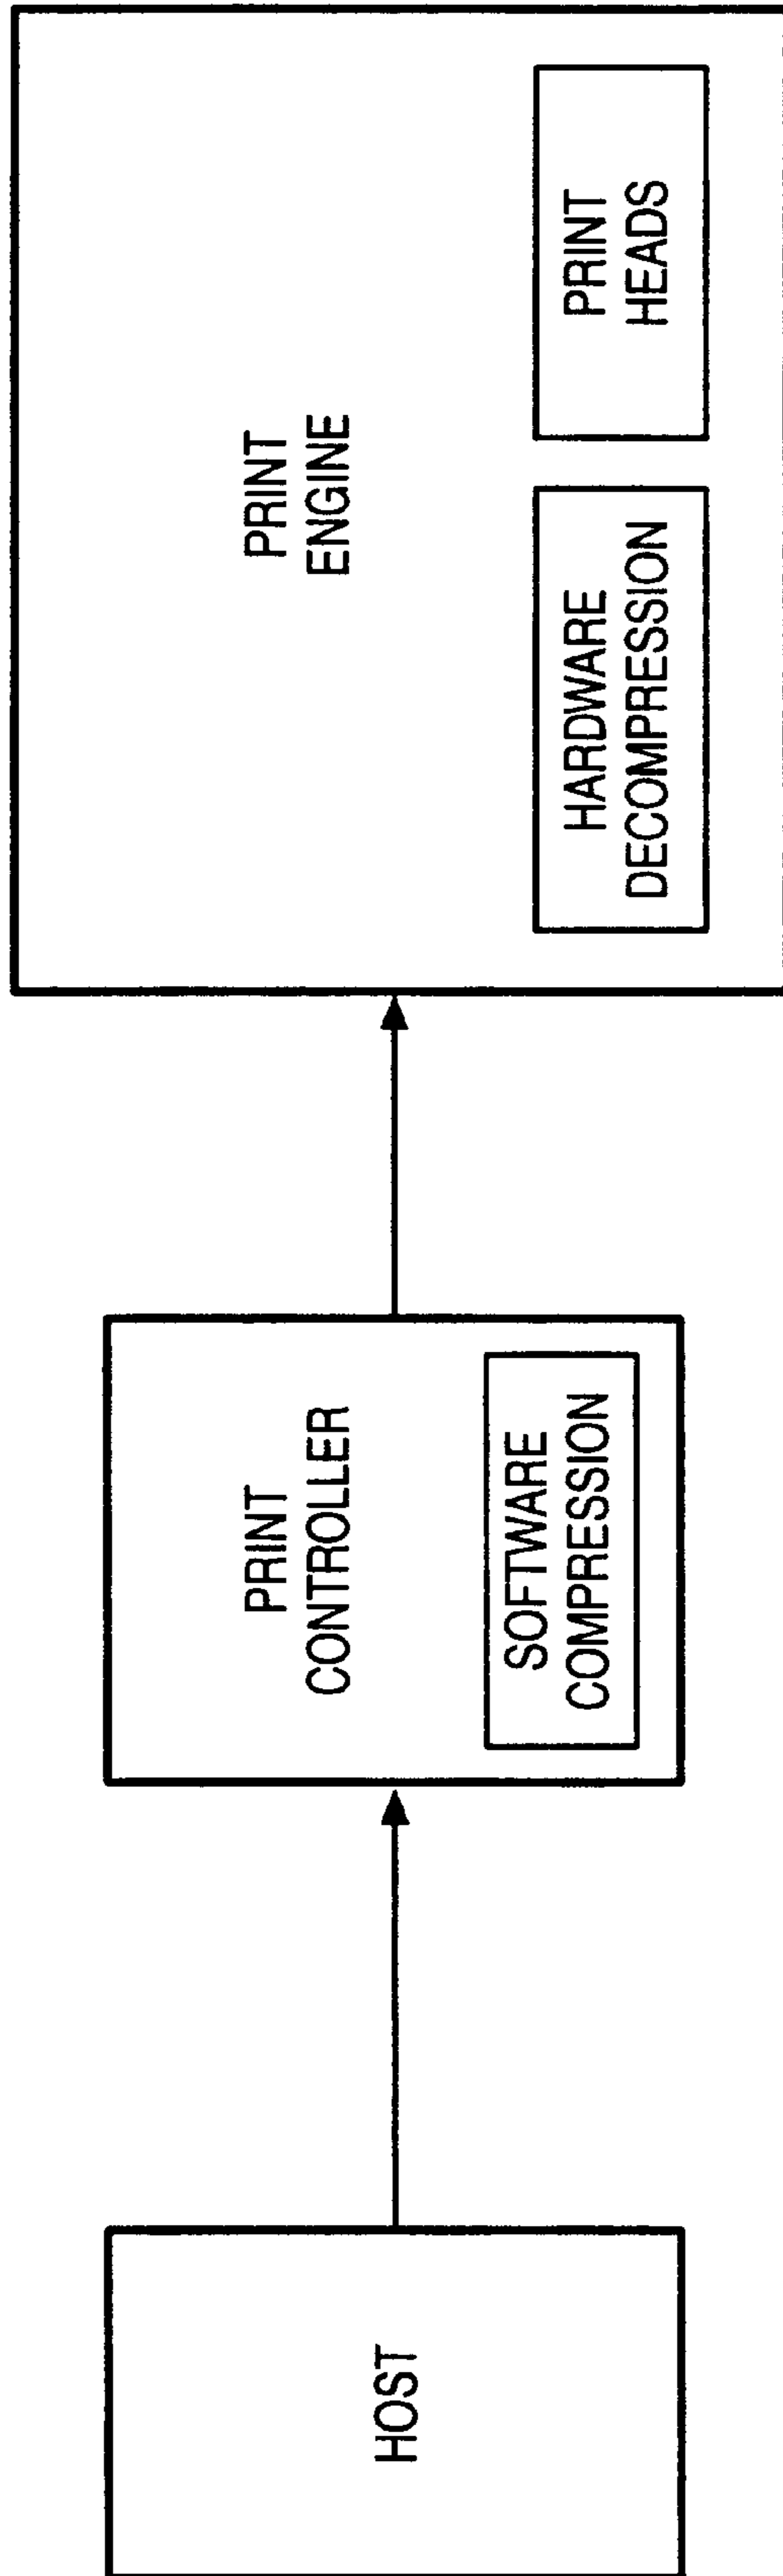 HOST
PRINT
CONTROLLER
SOFTWARE
COMPRESSION
PRINT
ENGINE
HARDWARE
DECOMPRESSION
PRINT
HEADS